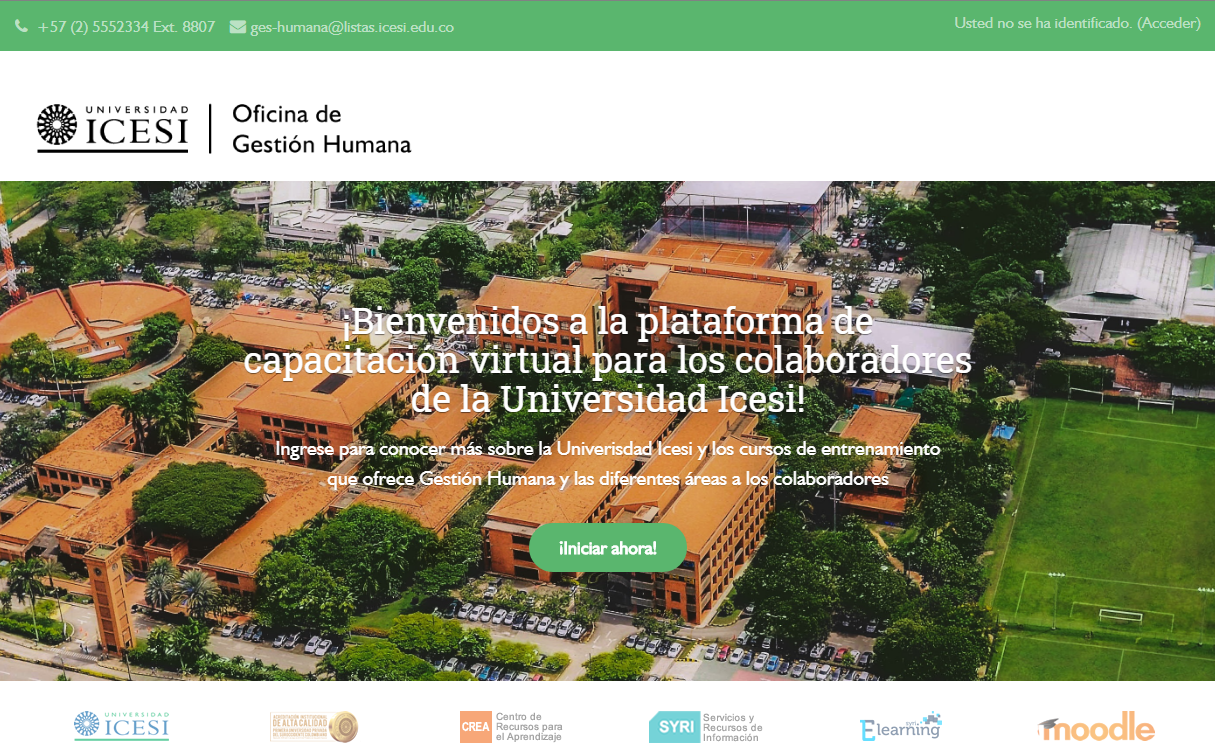 +57 (2) 5552334 Ext. 8807 ges-humana@listas.icesi.edu.co
Usted no se ha identificado. (Acceder)
UNIVERSIDAD
ICESI
Oficina de
Gestión Humana
¡Bienvenidos a la plataforma de
capacitación virtual para los colaboradores
de la Universidad Icesi!
Ingrese para conocer más sobre la Univerisdad Icesi y los cursos de entrenamiento
que ofrece Gestión Humana y las diferentes áreas a los colaboradores
¡Iniciar ahora!
UNIVERSIDAD
ICESI
ACREDITACIÓN INSTITUCIONAL
DE ALTA CALIDAD
CREA
Centro de
Recursos para
el Aprendizaje
SYRI
Servicios y
Recursos de
Información
syri
Elearning
moodle